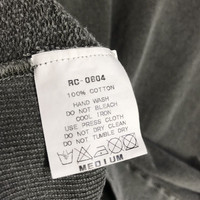 RC-0604
100% COTTON
HAND WASH
DO NOT BLEACH
COOL IRON
USE PRESS CLOTH
DO NOT DRY CLEAN
DO NOT TUMBLE DRY
MEDIUM